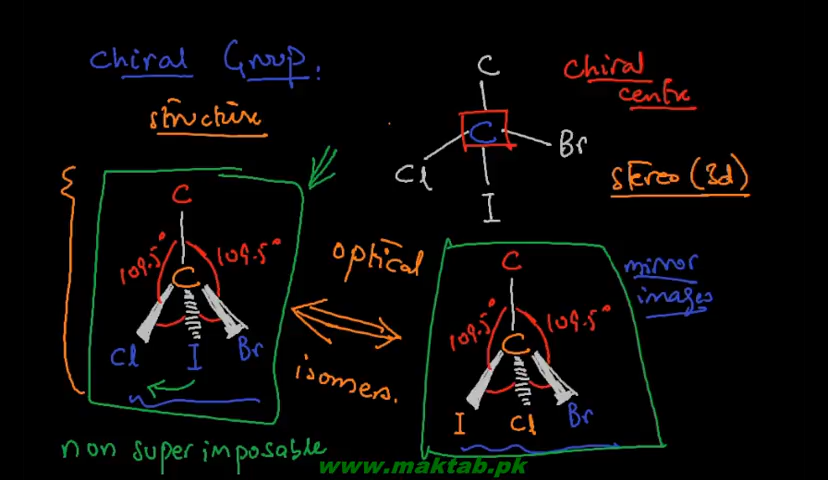 Chiral Group.
structure
C
C
Cl
Br
I
chiral
centre
stereo (3d)
C
109.5°
109.5°
C
Cl
I
Br
optical
isomers.
mirror
images
C
109.5°
109.5°
C
I
Cl
Br
non superimposable
www.maktab.pk